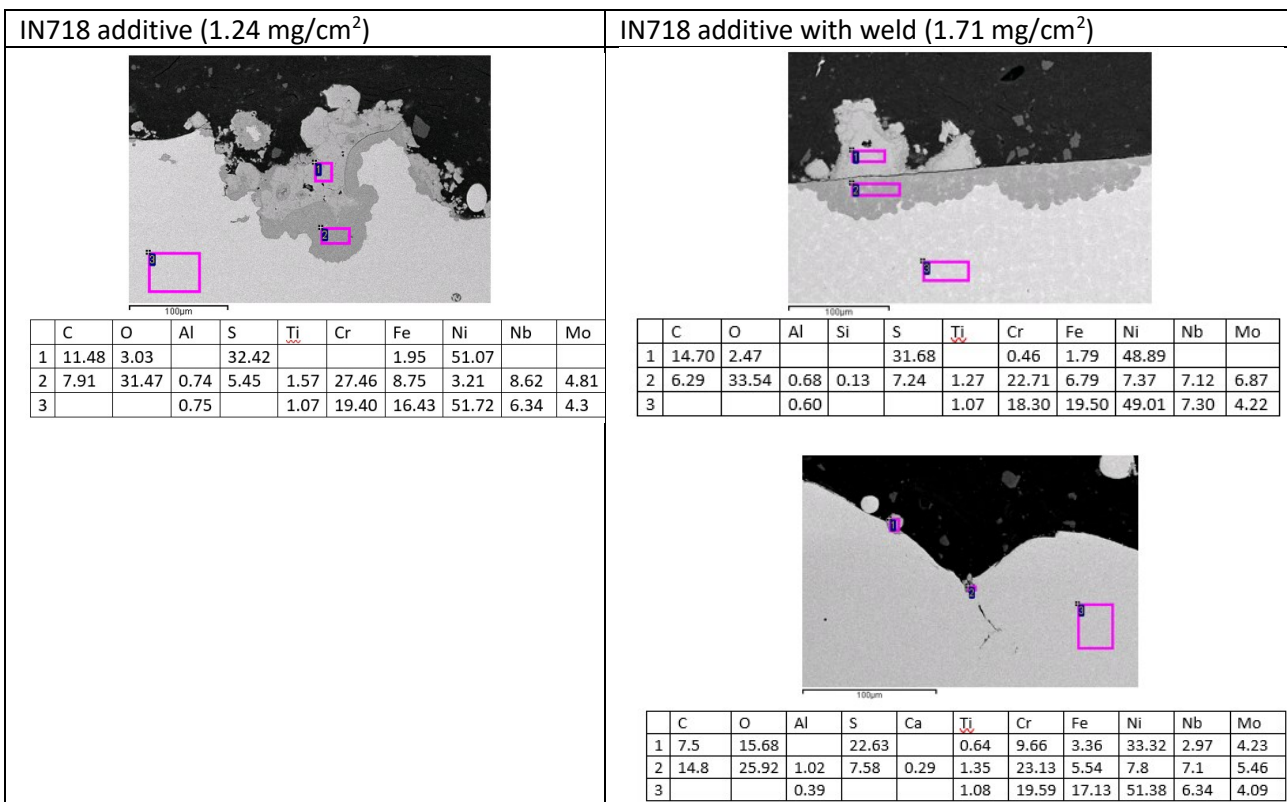 IN718 additive (1.24 mg/cm²)
1
2
3
100µm
C O Al S Ti Cr Fe Ni Nb Mo
1 11.48 3.03 32.42 1.95 51.07
2 7.91 31.47 0.74 5.45 1.57 27.46 8.75 3.21 8.62 4.81
3 0.75 1.07 19.40 16.43 51.72 6.34 4.3
IN718 additive with weld (1.71 mg/cm²)
1
2
3
100µm
C O Al Si S Ti Cr Fe Ni Nb Mo
1 14.70 2.47 31.68 0.46 1.79 48.89
2 6.29 33.54 0.68 0.13 7.24 1.27 22.71 6.79 7.37 7.12 6.87
3 0.60 1.07 18.30 19.50 49.01 7.30 4.22
1
2
3
100µm
C O Al S Ca Ti Cr Fe Ni Nb Mo
1 7.5 15.68 22.63 0.64 9.66 3.36 33.32 2.97 4.23
2 14.8 25.92 1.02 7.58 0.29 1.35 23.13 5.54 7.8 7.1 5.46
3 0.39 1.08 19.59 17.13 51.38 6.34 4.09